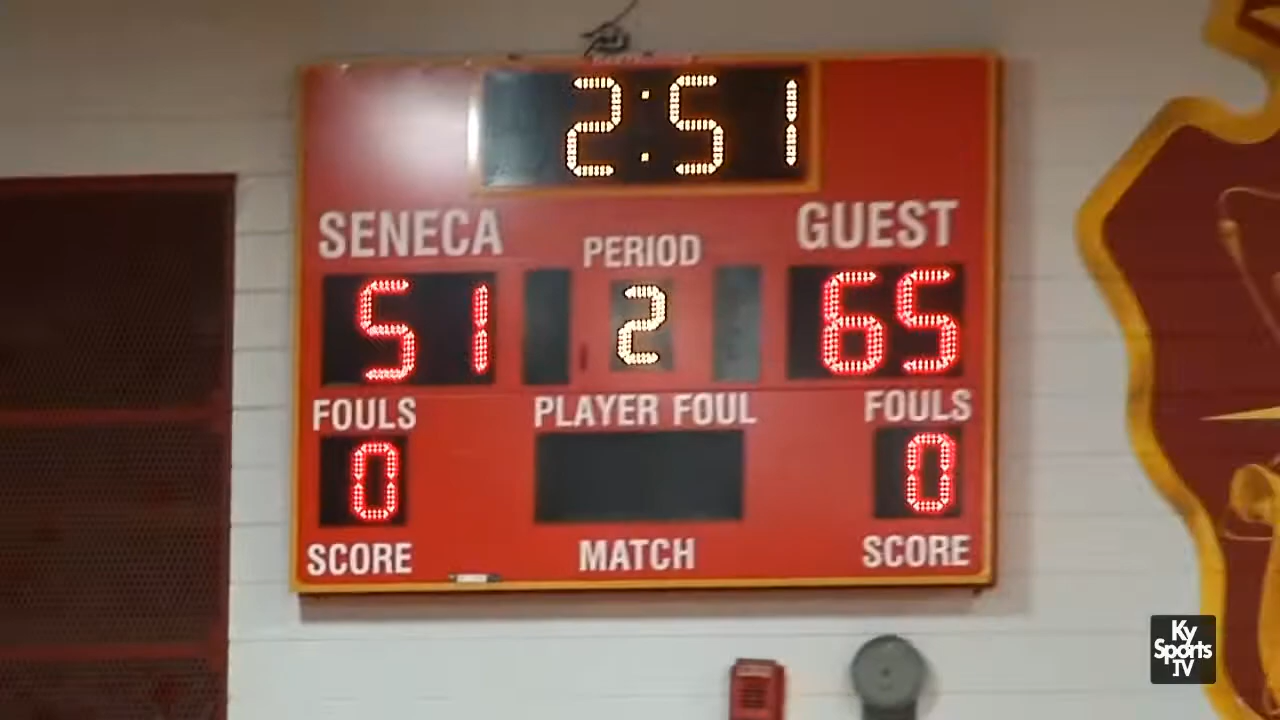 2:51
SENECA
GUEST
PERIOD
51
2
65
FOULS
PLAYER FOUL
FOULS
0
0
SCORE
MATCH
SCORE
Ky
Sports
TV